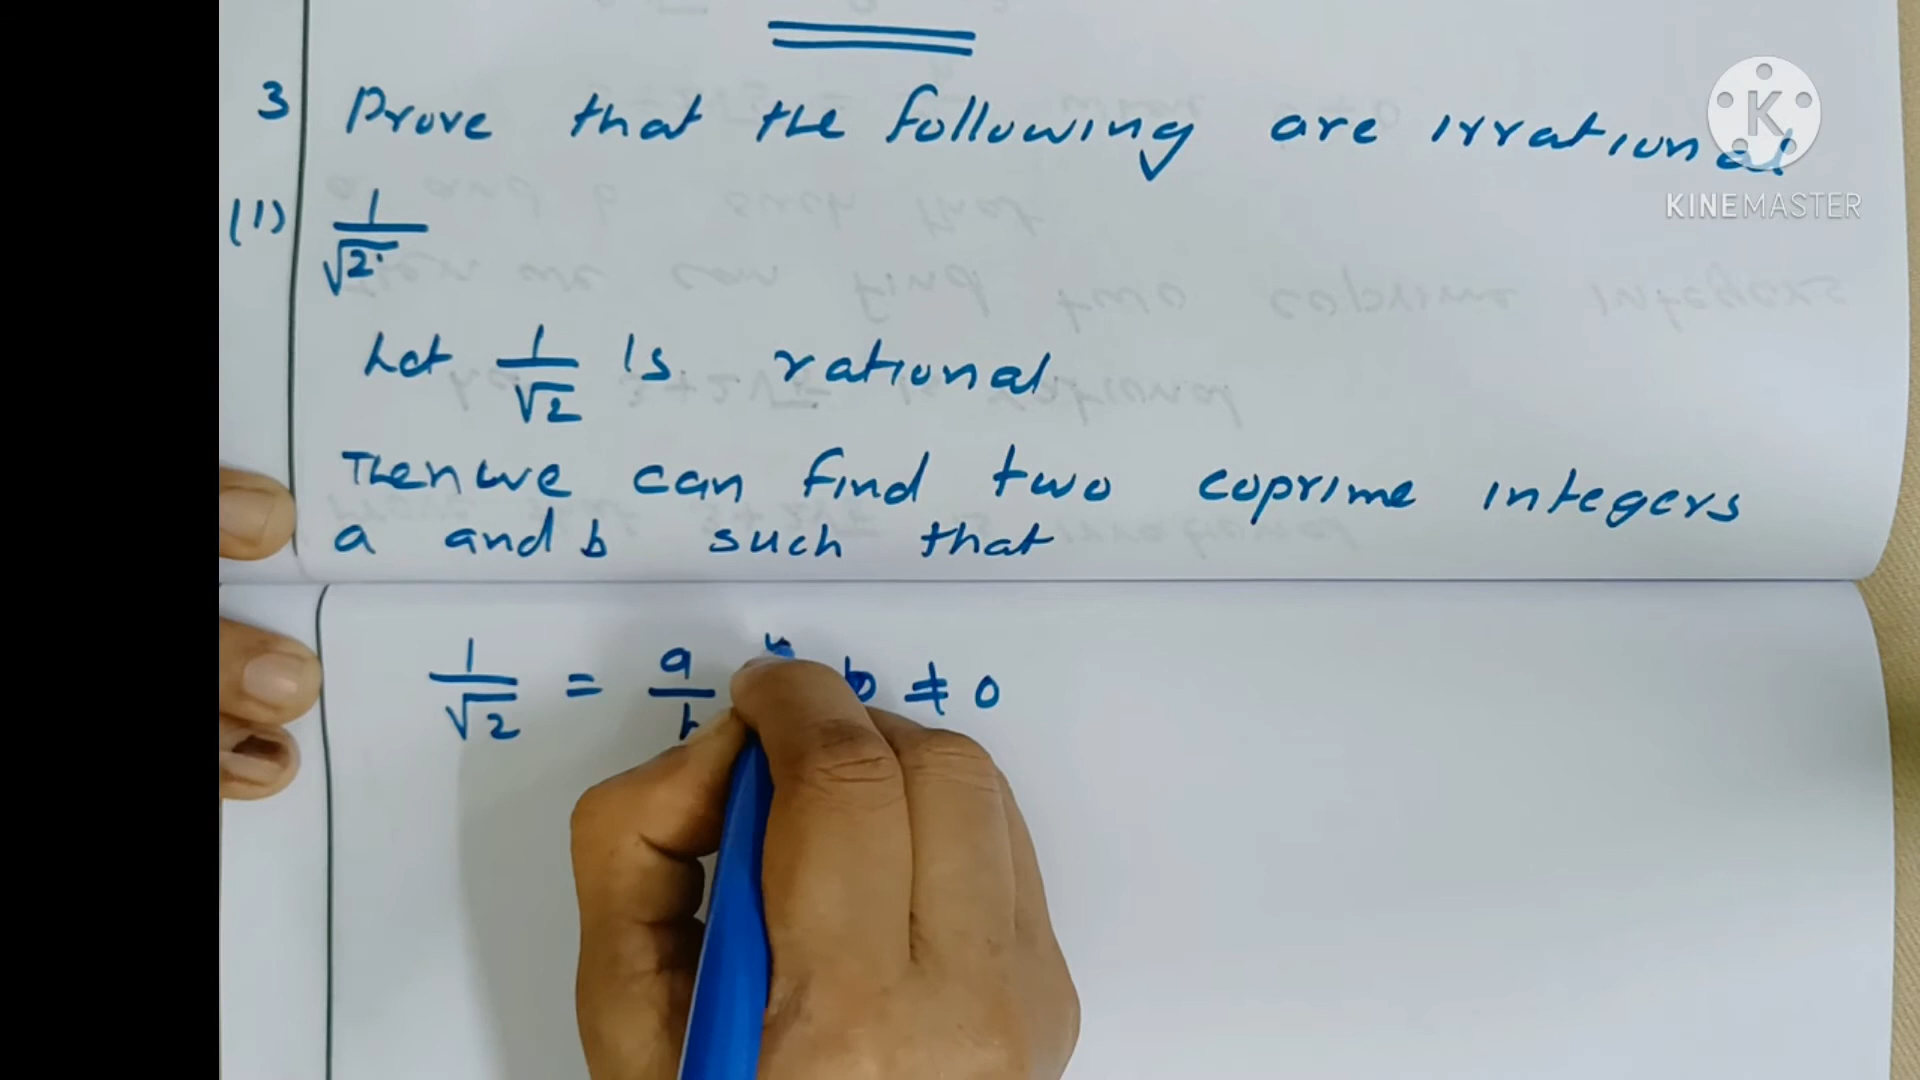 3 Prove that the following are irrational
KINEMASTER
(1) 1/√2
Let 1/√2 is rational
Then we can find two coprime integers
a and b such that
1/√2 = a/b b ≠ 0